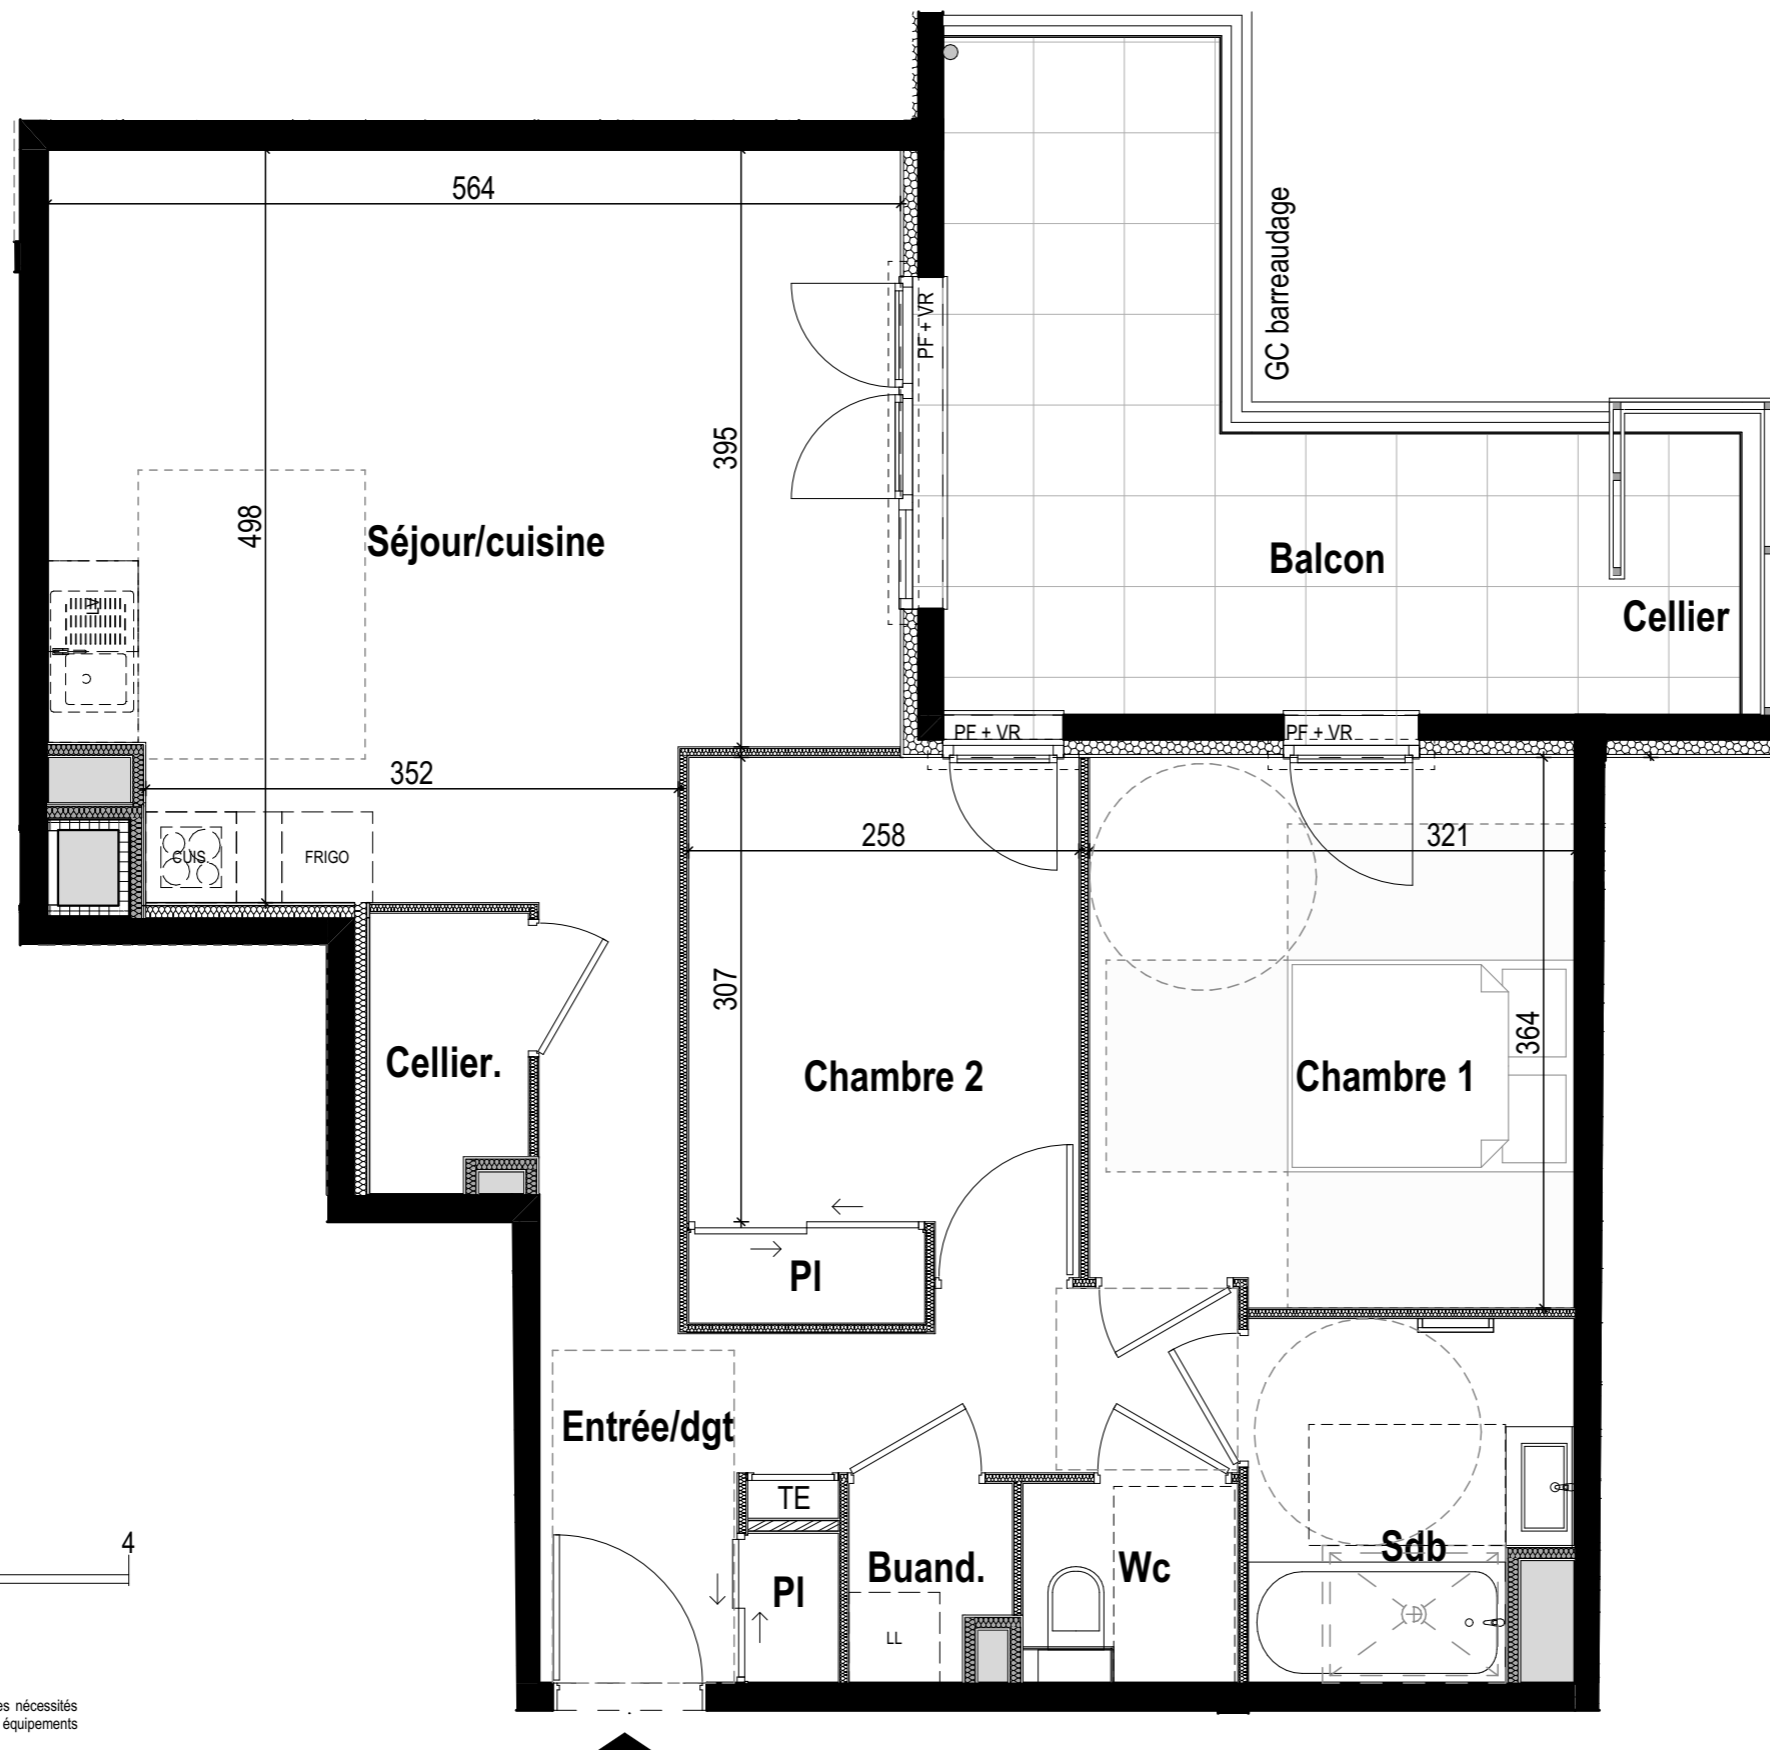 564
GC barreaudage
PF + VR
395
498
Séjour/cuisine
Balcon
LV
Cellier
C
PF + VR
PF + VR
352
258
321
CUIS.
FRIGO
307
364
Cellier.
Chambre 2
Chambre 1
Pl
Entrée/dgt
TE
4
Sdb
Buand.
Wc
Pl
LL
es nécessités
équipements